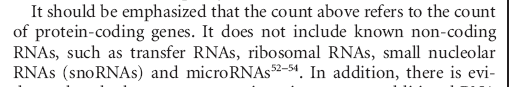 It should be emphasized that the count above refers to the count
of protein-coding genes. It does not include known non-coding
RNAs, such as transfer RNAs, ribosomal RNAs, small nucleolar
RNAs (snoRNAs) and microRNAs⁵²⁻⁵⁴. In addition, there is evi-